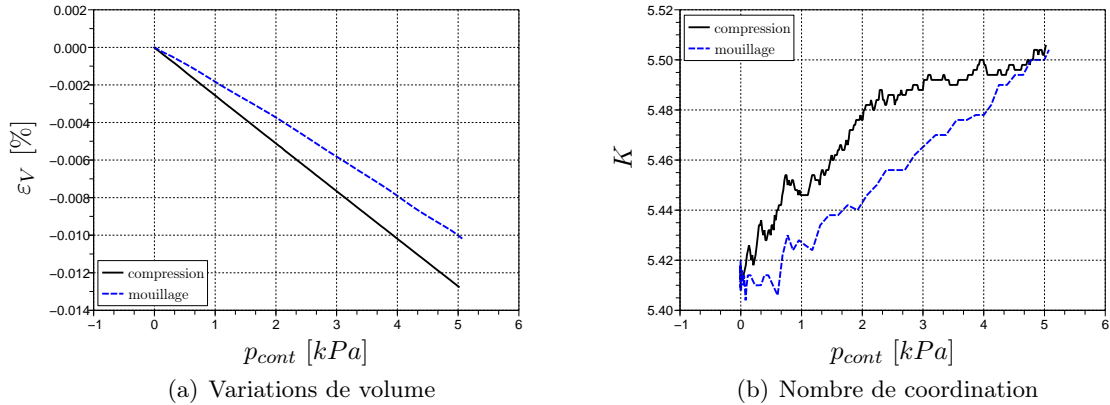 0.000
−0.002
−0.004
−0.006
−0.008
−0.010
−0.012
−0.014
−1 0 1 2 3 4 5 6
εV [%]
compression
mouillage
pcont [kPa]
(a) Variations de volume
5.52
5.50
5.48
5.46
5.44
5.42
5.40
−1 0 1 2 3 4 5 6
K
compression
mouillage
pcont [kPa]
(b) Nombre de coordination